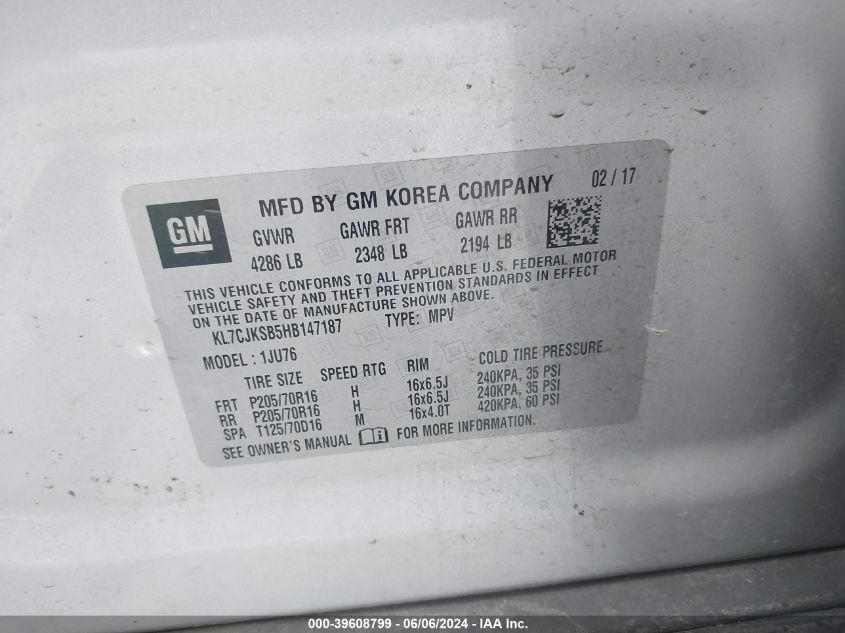 GM
MFD BY GM KOREA COMPANY 02 / 17
GVWR GAWR FRT GAWR RR
4286 LB 2348 LB 2194 LB
THIS VEHICLE CONFORMS TO ALL APPLICABLE U.S. FEDERAL MOTOR
VEHICLE SAFETY AND THEFT PREVENTION STANDARDS IN EFFECT
ON THE DATE OF MANUFACTURE SHOWN ABOVE.
KL7CJKSB5HB147187 TYPE: MPV
MODEL : 1JU76
TIRE SIZE SPEED RTG RIM COLD TIRE PRESSURE
FRT P205/70R16 H 16x6.5J 240KPA, 35 PSI
RR P205/70R16 H 16x6.5J 240KPA, 35 PSI
SPA T125/70D16 M 16x4.0T 420KPA, 60 PSI
SEE OWNER'S MANUAL FOR MORE INFORMATION.
000-39608799 - 06/06/2024 - IAA Inc.